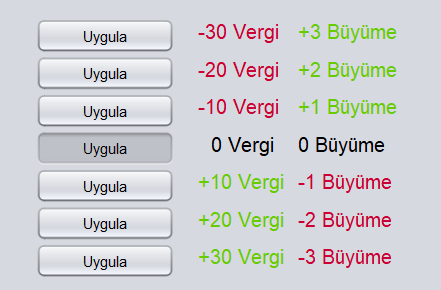 Uygula -30 Vergi +3 Büyüme
Uygula -20 Vergi +2 Büyüme
Uygula -10 Vergi +1 Büyüme
Uygula 0 Vergi 0 Büyüme
Uygula +10 Vergi -1 Büyüme
Uygula +20 Vergi -2 Büyüme
Uygula +30 Vergi -3 Büyüme